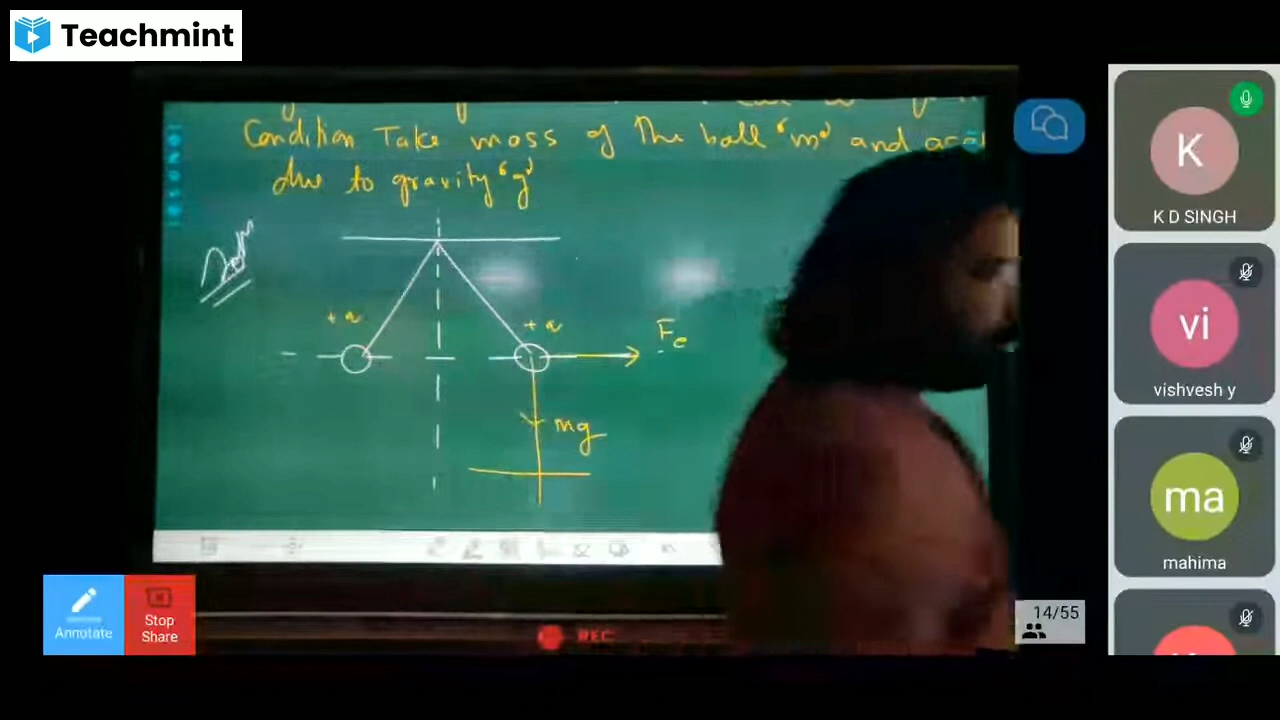 Teachmint
Condition Take mass of The ball 'm' and
due to gravity 'g'
Soln
+ q
+ q
Fe
mg
Annotate
Stop
Share
REC
14/55
K
K D SINGH
vi
vishvesh y
ma
mahima